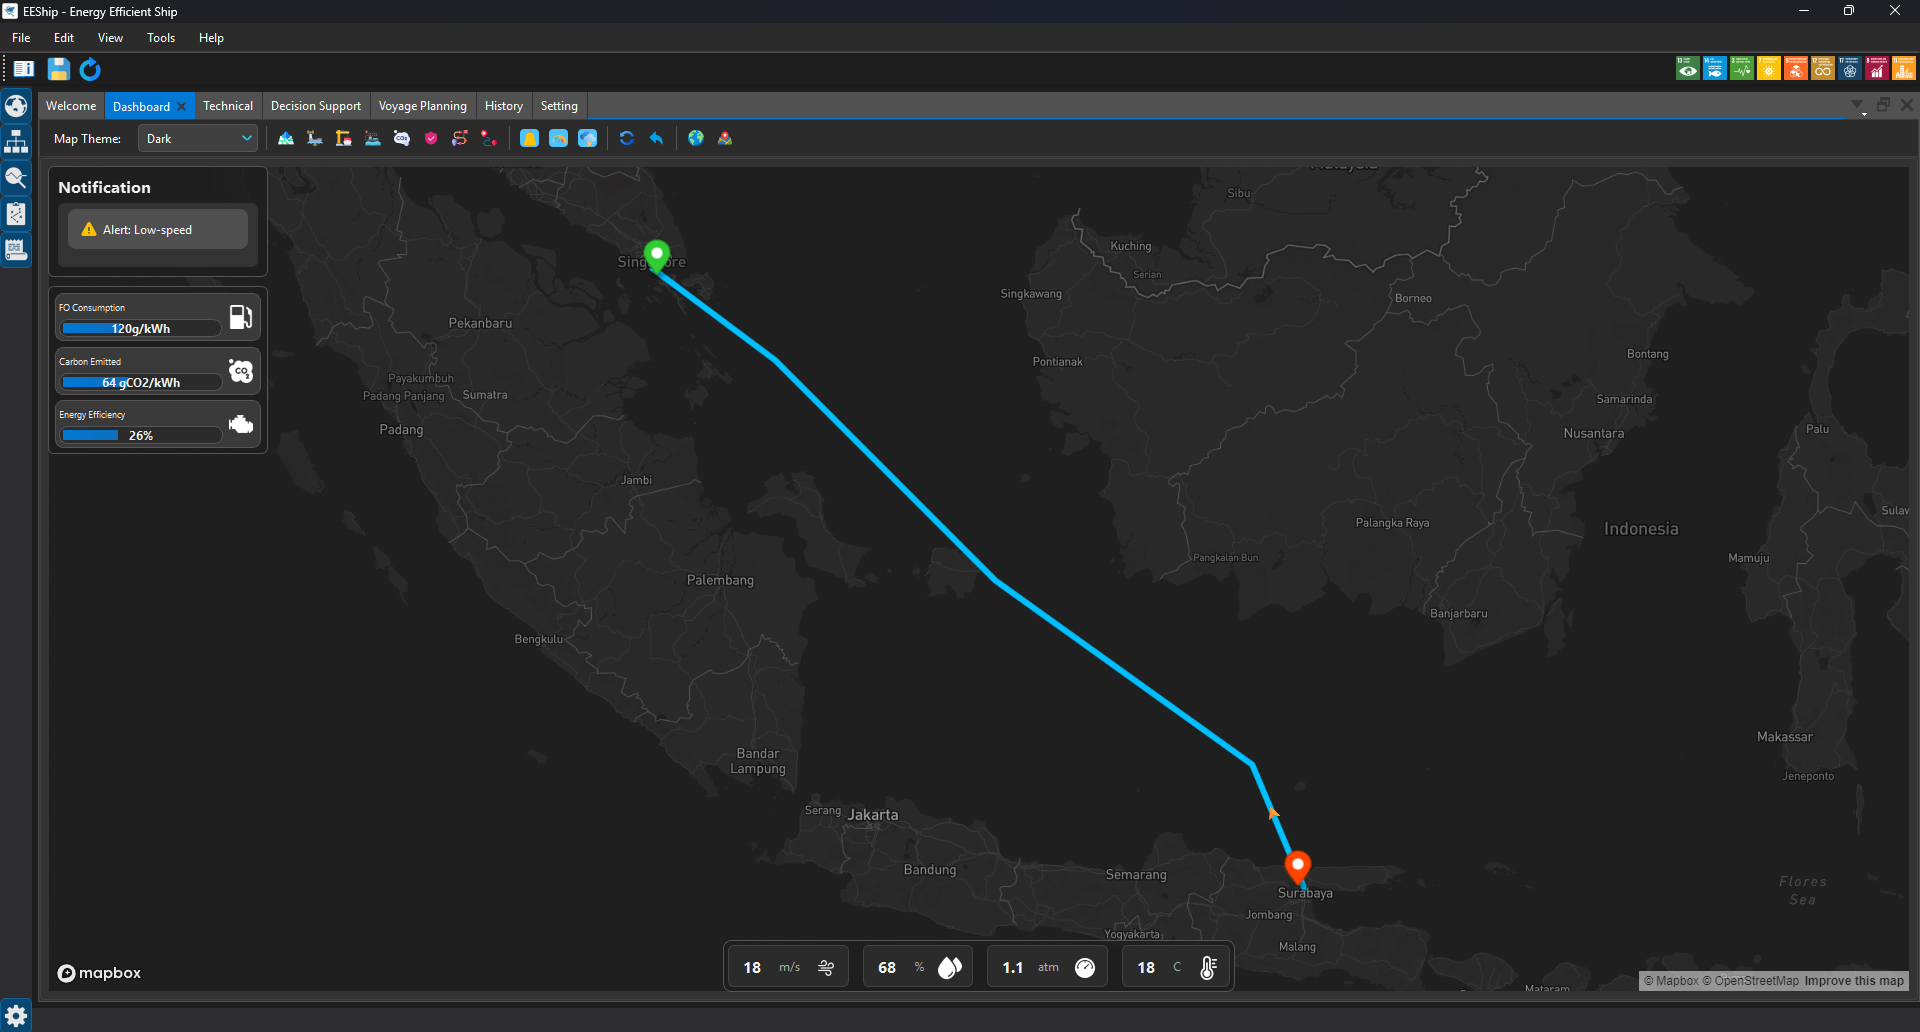 EEShip - Energy Efficient Ship
File Edit View Tools Help
Welcome Dashboard Technical Decision Support Voyage Planning History Setting
Map Theme: Dark
Notification
Alert: Low-speed
FO Consumption
120g/kWh
Carbon Emitted
64 gCO2/kWh
CO2
Energy Efficiency
26%
Malaysia
Sibu
Kuching
Serian
Singkawang
Borneo
Pontianak
Bontang
Samarinda
Nusantara
Palu
Pekanbaru
Payakumbuh
Padang Panjang
Sumatra
Padang
Jambi
Palangka Raya
Indonesia
Pangkalan Bun
Mamuju
Palembang
Banjarbaru
Bengkulu
Makassar
Jeneponto
Bandar
Lampung
Serang
Jakarta
Bandung
Semarang
Surabaya
Jombang
Yogyakarta
Malang
Flores
Sea
Mataram
18 m/s
68 %
1.1 atm
18 C
mapbox
© Mapbox © OpenStreetMap Improve this map